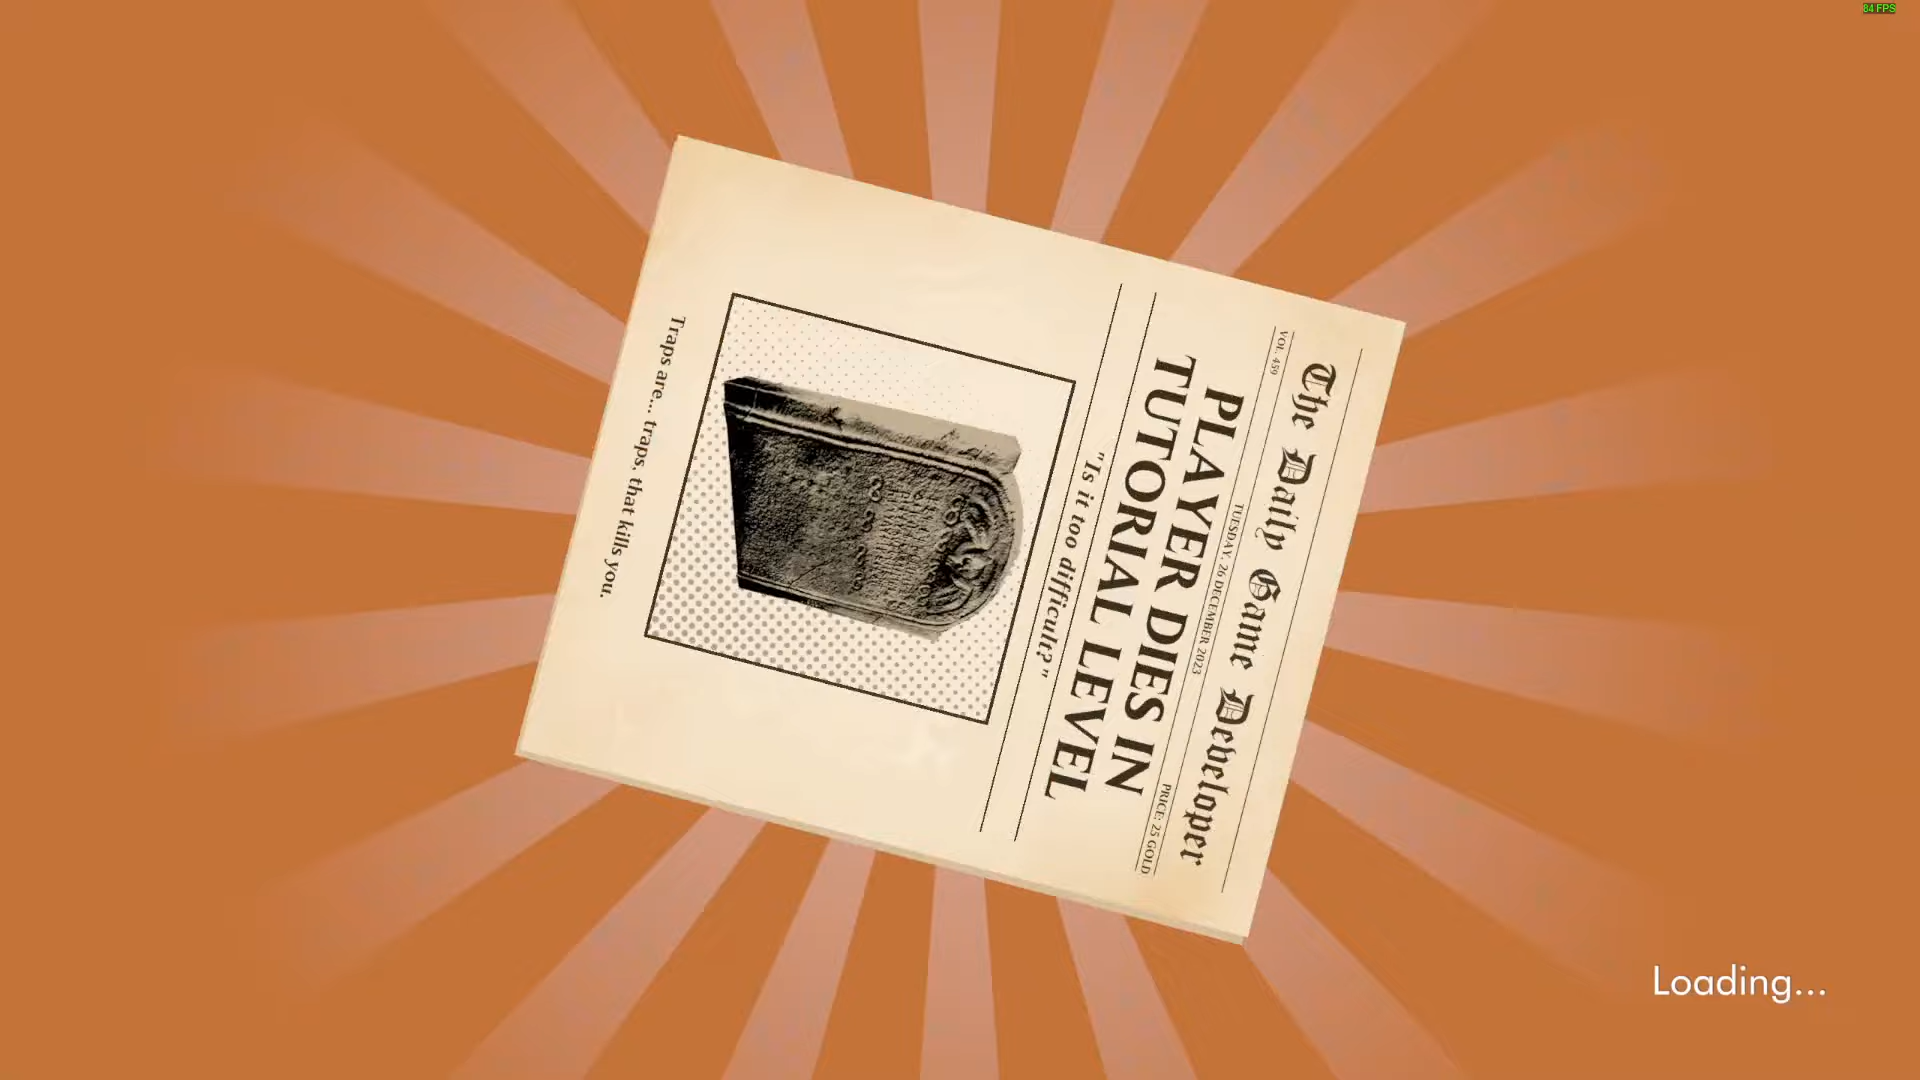 84 FPS
The Daily Game Developer
VOL. 459
TUESDAY, 26 DECEMBER 2023
PRICE: 25 GOLD
PLAYER DIES IN
TUTORIAL LEVEL
"Is it too difficult?"
Traps are... traps, that kills you.
Loading...